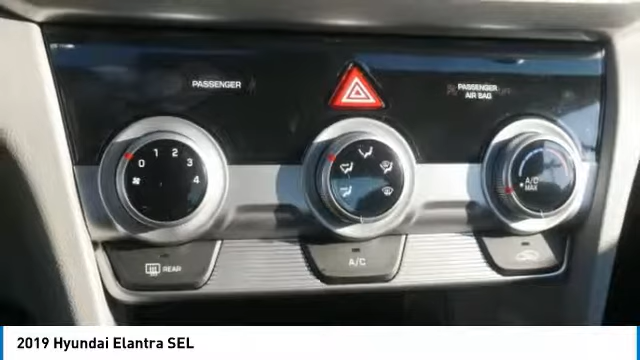 PASSENGER
PASSENGER
AIR BAG
0 1 2 3 4
A/C
MAX
REAR
A/C
2019 Hyundai Elantra SEL